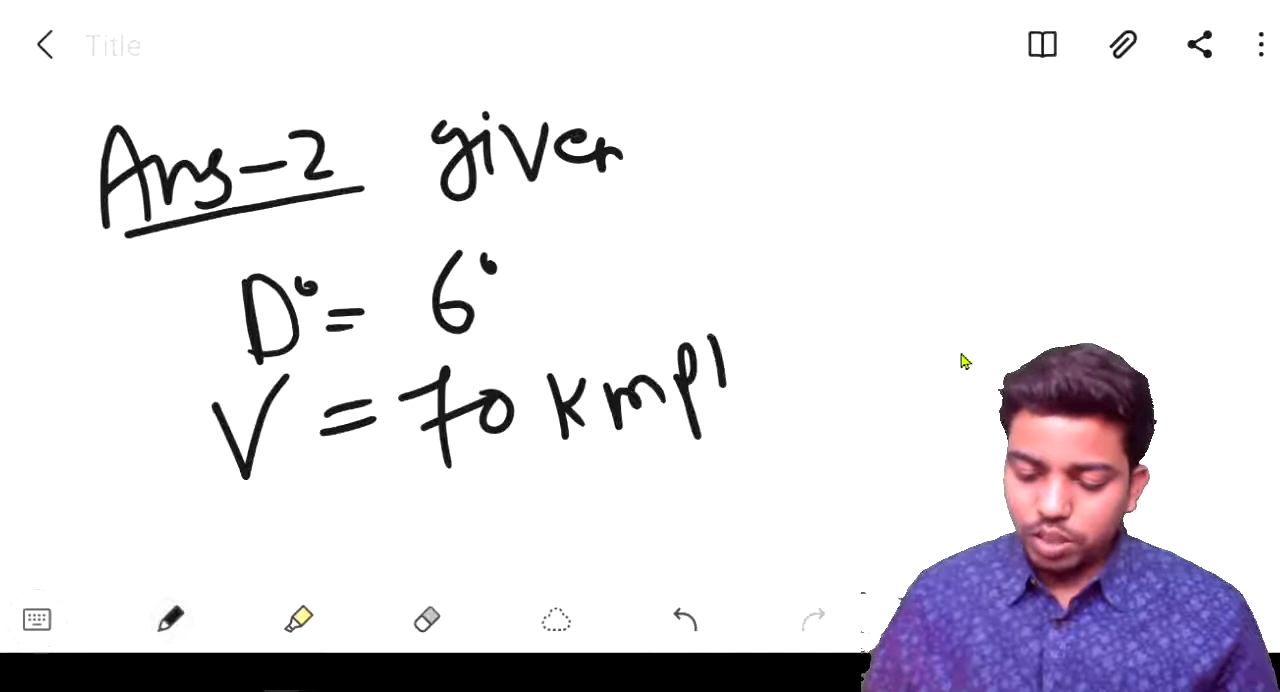 Title
Ans-2 given
D° = 6°
V = 70 kmpl